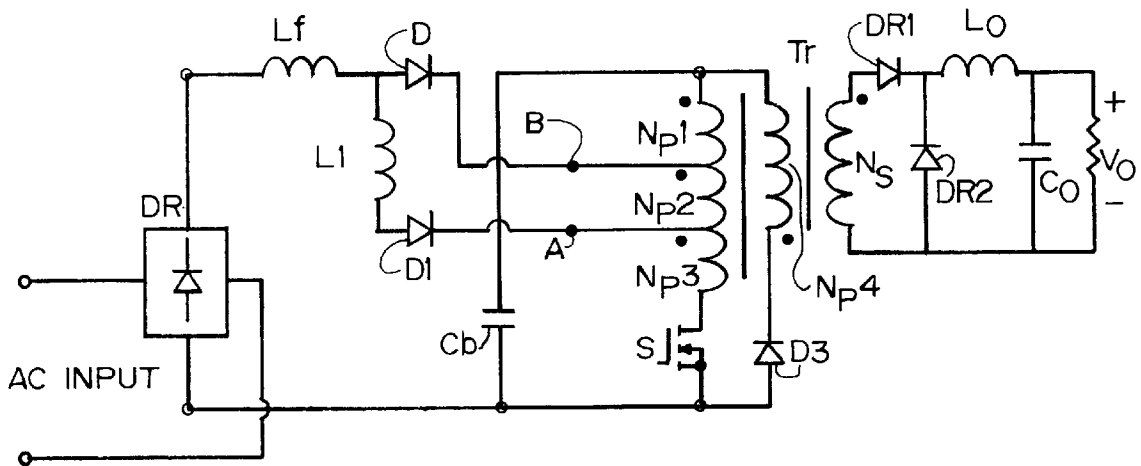 Lf
D
DR1
LO
Tr
B
NP1
L1
NP2
NS
DR2
CO
+
VO
-
DR
D1
A
NP3
NP4
Cb
S
D3
AC INPUT